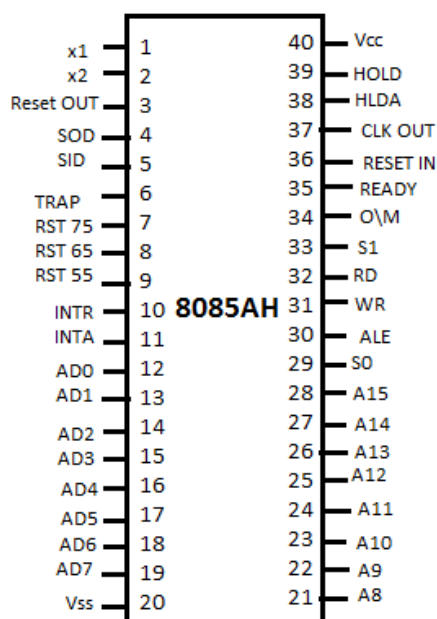 x1 1 40 Vcc
x2 2 39 HOLD
Reset OUT 3 38 HLDA
SOD 4 37 CLK OUT
SID 5 36 RESET IN
TRAP 6 35 READY
RST 75 7 34 O\M
RST 65 8 33 S1
RST 55 9 32 RD
INTR 10 8085AH 31 WR
INTA 11 30 ALE
AD0 12 29 S0
AD1 13 28 A15
AD2 14 27 A14
AD3 15 26 A13
AD4 16 25 A12
AD5 17 24 A11
AD6 18 23 A10
AD7 19 22 A9
Vss 20 21 A8